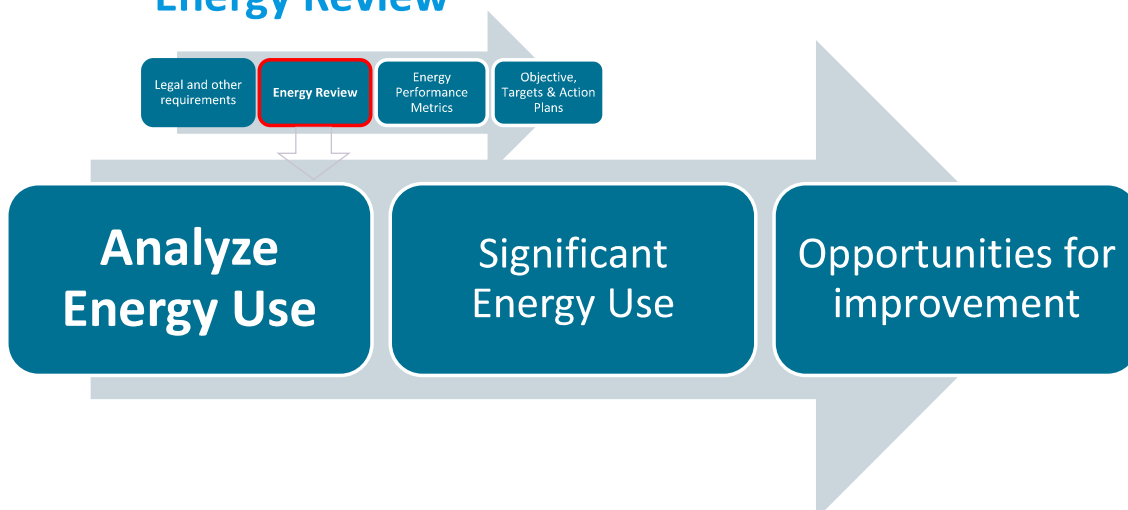 Energy Review
Legal and other
requirements
Energy Review
Energy
Performance
Metrics
Objective,
Targets & Action
Plans
Analyze
Energy Use
Significant
Energy Use
Opportunities for
improvement